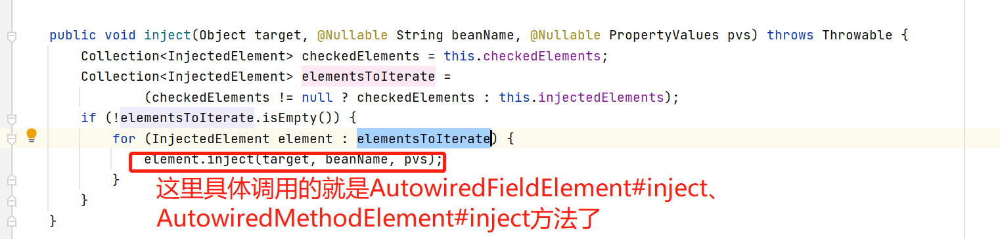 public void inject(Object target, @Nullable String beanName, @Nullable PropertyValues pvs) throws Throwable {
Collection<InjectedElement> checkedElements = this.checkedElements;
Collection<InjectedElement> elementsToIterate =
(checkedElements != null ? checkedElements : this.injectedElements);
if (!elementsToIterate.isEmpty()) {
for (InjectedElement element : elementsToIterate) {
element.inject(target, beanName, pvs);
}
这里具体调用的就是AutowiredFieldElement#inject、
}
AutowiredMethodElement#inject方法了
}